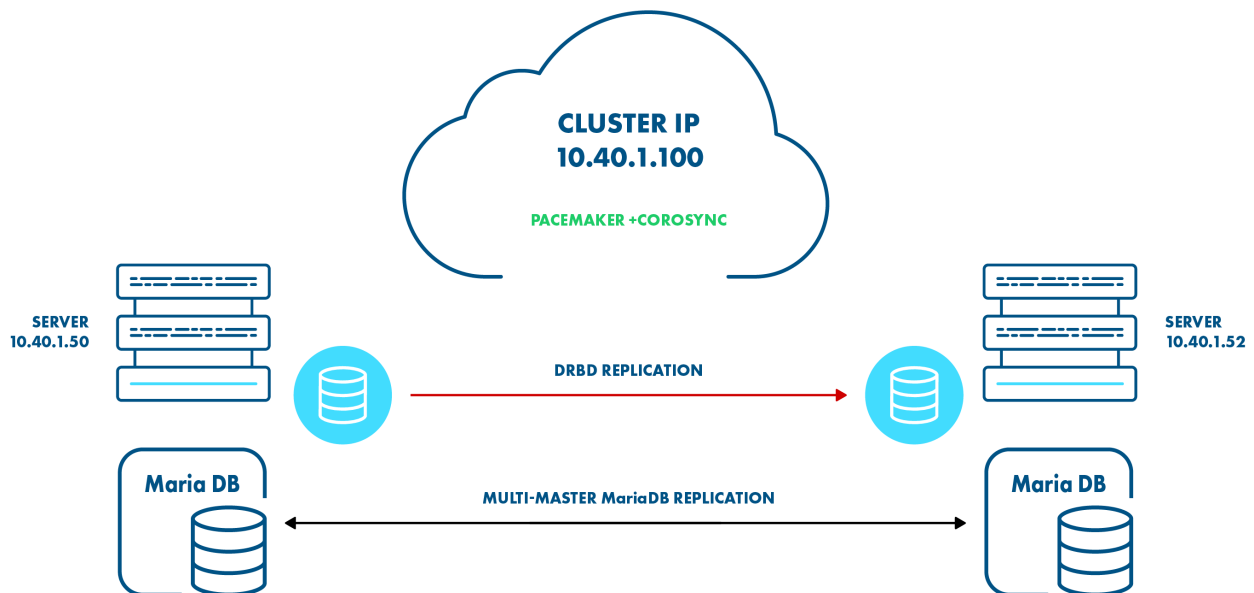 CLUSTER IP
10.40.1.100
PACEMAKER +COROSYNC
SERVER
10.40.1.50
SERVER
10.40.1.52
DRBD REPLICATION
Maria DB
MULTI-MASTER MariaDB REPLICATION
Maria DB